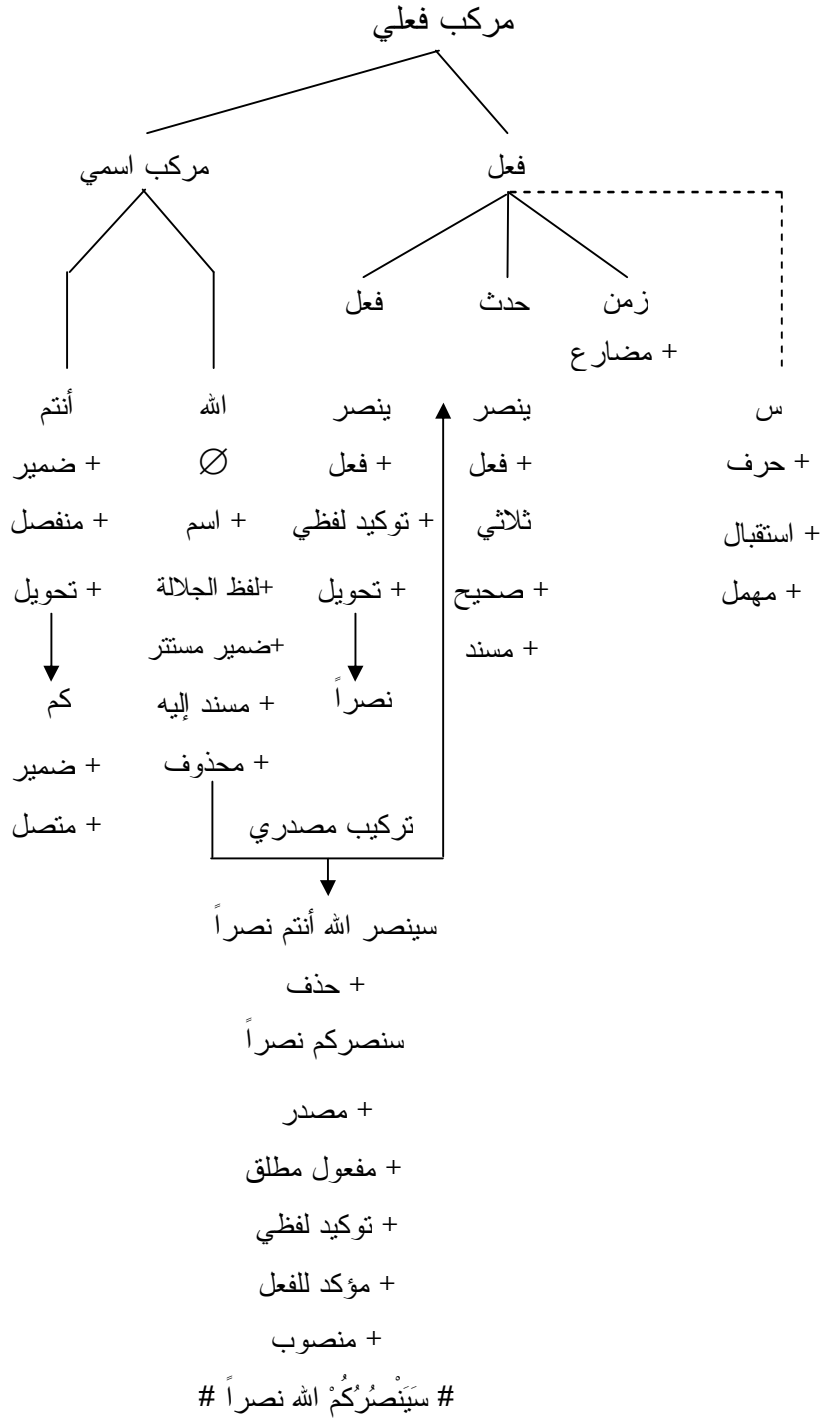 مركب فعلي
فعل مركب اسمي
زمن حدث فعل
+ مضارع
س ينصر ينصر الله أنتم
+ حرف + فعل + فعل ∅ + ضمير
+ استقبال ثلاثي + توكيد لفظي + اسم + منفصل
+ مهمل + صحيح + تحويل +لفظ الجلالة + تحويل
+ مسند +ضمير مستتر
نصراً + مسند إليه كم
+ محذوف + ضمير
تركيب مصدري + متصل
سينصر الله أنتم نصراً
+ حذف
سنصركم نصراً
+ مصدر
+ مفعول مطلق
+ توكيد لفظي
+ مؤكد للفعل
+ منصوب
# سَيَنْصُرُكُمْ الله نصراً #